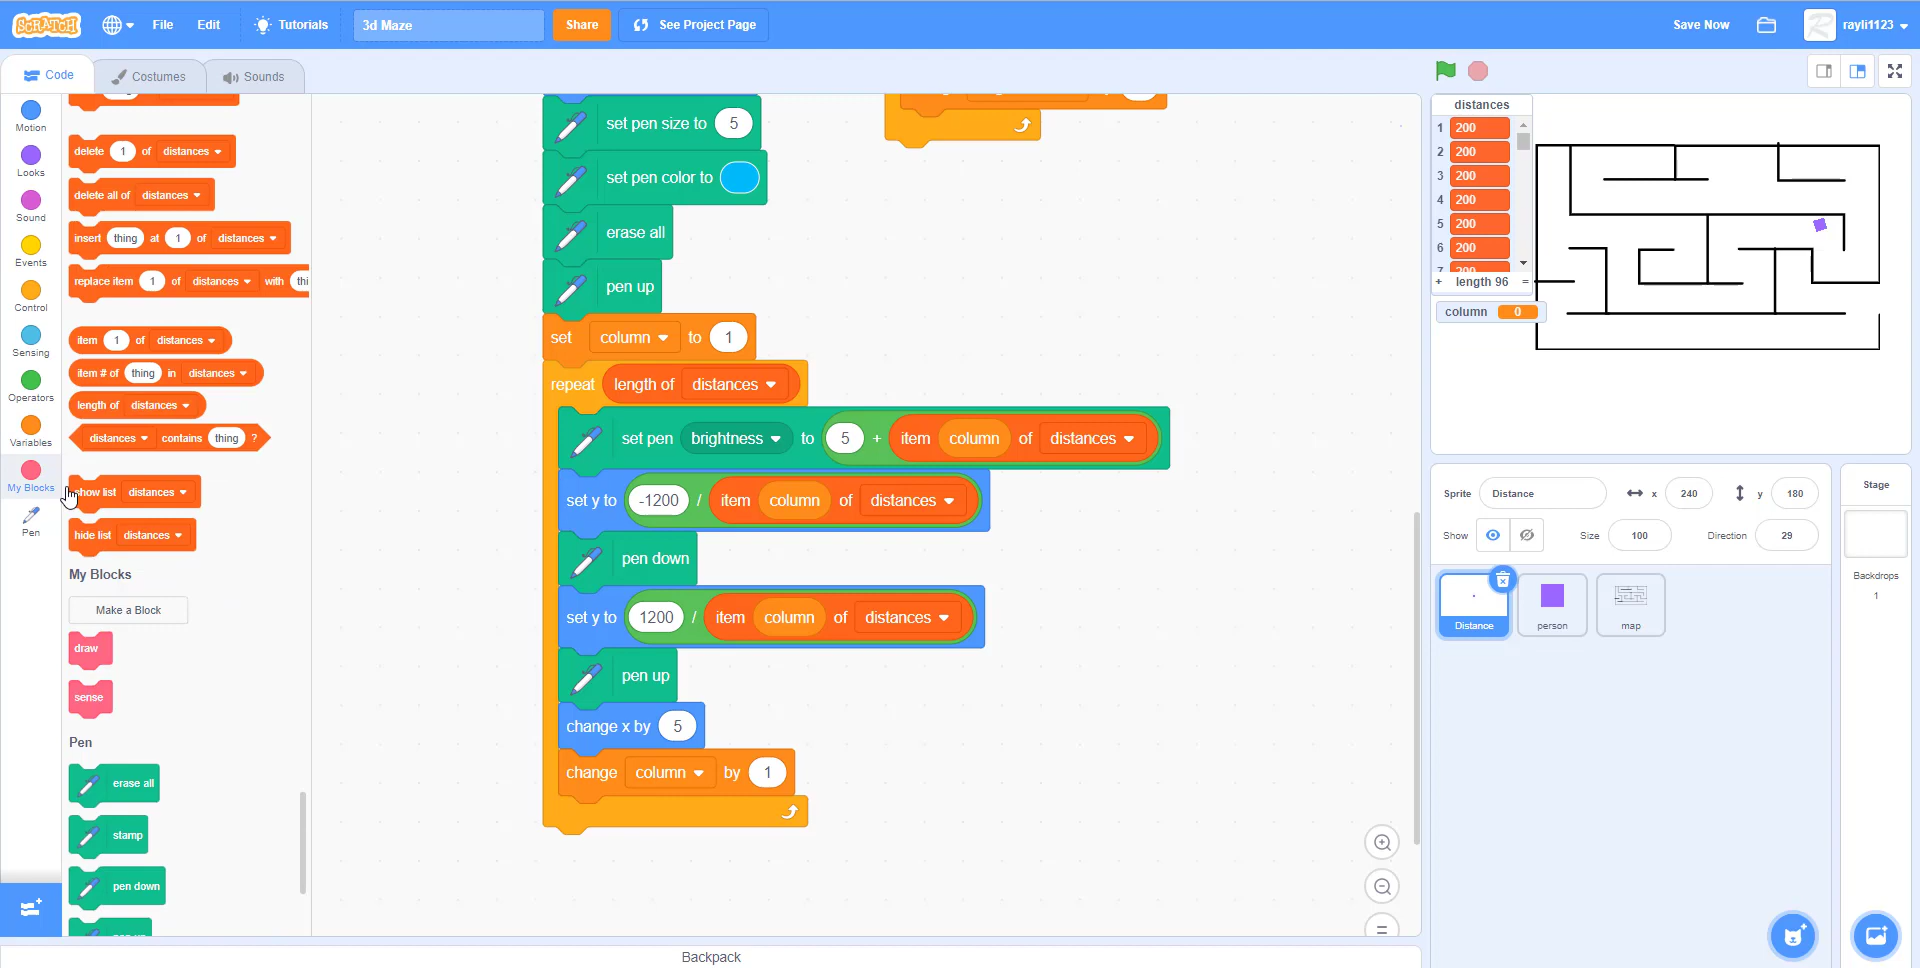 SCRATCH File Edit Tutorials 3d Maze Share See Project Page Save Now rayli1123
Code Costumes Sounds
Motion
Looks
Sound
Events
Control
Sensing
Operators
Variables
My Blocks
Pen
delete 1 of distances
delete all of distances
insert thing at 1 of distances
replace item 1 of distances with thi
item 1 of distances
item # of thing in distances
length of distances
distances contains thing ?
show list distances
hide list distances
My Blocks
Make a Block
draw
sense
Pen
erase all
stamp
pen down
set pen size to 5
set pen color to
erase all
pen up
set column to 1
repeat length of distances
set pen brightness to 5 + item column of distances
set y to -1200 / item column of distances
pen down
set y to 1200 / item column of distances
pen up
change x by 5
change column by 1
Backpack
distances
1 200
2 200
3 200
4 200
5 200
6 200
7 200
+ length 96 =
column 0
Sprite Distance x 240 y 180
Show Size 100 Direction 29
Distance
person
map
Stage
Backdrops
1